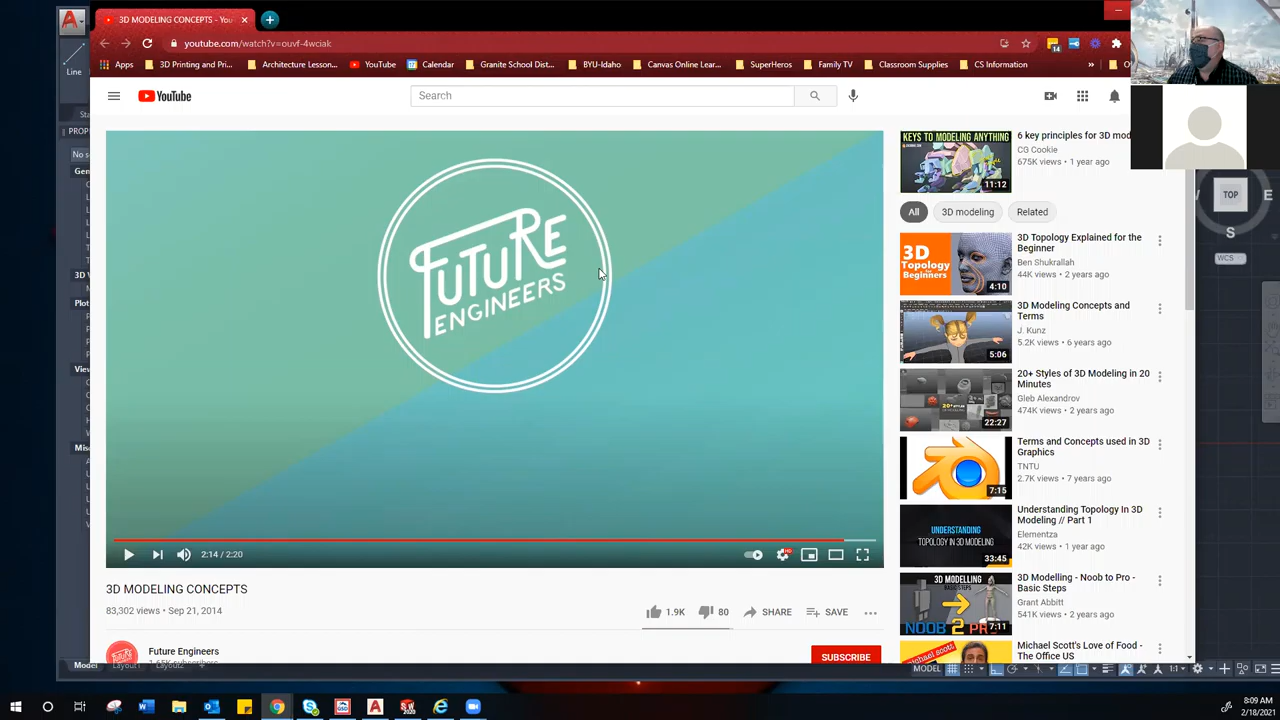 3D MODELING CONCEPTS - You
youtube.com/watch?v=ouvf-4wciak
Apps
3D Printing and Pri...
Architecture Lesson...
YouTube
Calendar
Granite School Dist...
BYU-Idaho
Canvas Online Lear...
SuperHeros
Family TV
Classroom Supplies
CS Information
»
Line
YouTube
Search
FUTURE
ENGINEERS
2:14 / 2:20
3D MODELING CONCEPTS
83,302 views • Sep 21, 2014
1.9K
80
SHARE
SAVE
Future Engineers
SUBSCRIBE
KEYS TO MODELING ANYTHING
11:12
6 key principles for 3D mod
CG Cookie
675K views • 1 year ago
All
3D modeling
Related
3D
Topology
For
Beginners
4:10
3D Topology Explained for the
Beginner
Ben Shukrallah
44K views • 2 years ago
5:06
3D Modeling Concepts and
Terms
J. Kunz
5.2K views • 6 years ago
22:27
20+ Styles of 3D Modeling in 20
Minutes
Gleb Alexandrov
474K views • 2 years ago
7:15
Terms and Concepts used in 3D
Graphics
TNTU
2.7K views • 7 years ago
UNDERSTANDING
TOPOLOGY IN 3D MODELING
33:45
Understanding Topology In 3D
Modeling // Part 1
Elementza
42K views • 1 year ago
3D MODELLING
NOOB 2 PRO
7:11
3D Modelling - Noob to Pro -
Basic Steps
Grant Abbitt
541K views • 2 years ago
michael scott!
Michael Scott's Love of Food -
The Office US
TOP
E
S
WCS
Model
Layout1
Layout2
+
MODEL
1:1
8:09 AM
2/18/2021